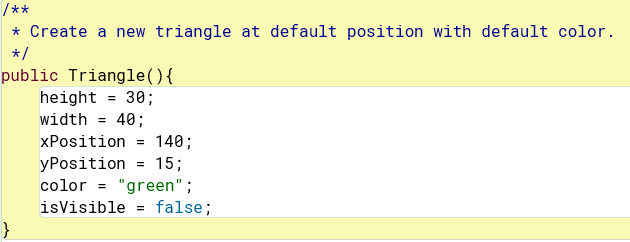 /**
 * Create a new triangle at default position with default color.
 */
public Triangle(){
    height = 30;
    width = 40;
    xPosition = 140;
    yPosition = 15;
    color = "green";
    isVisible = false;
}